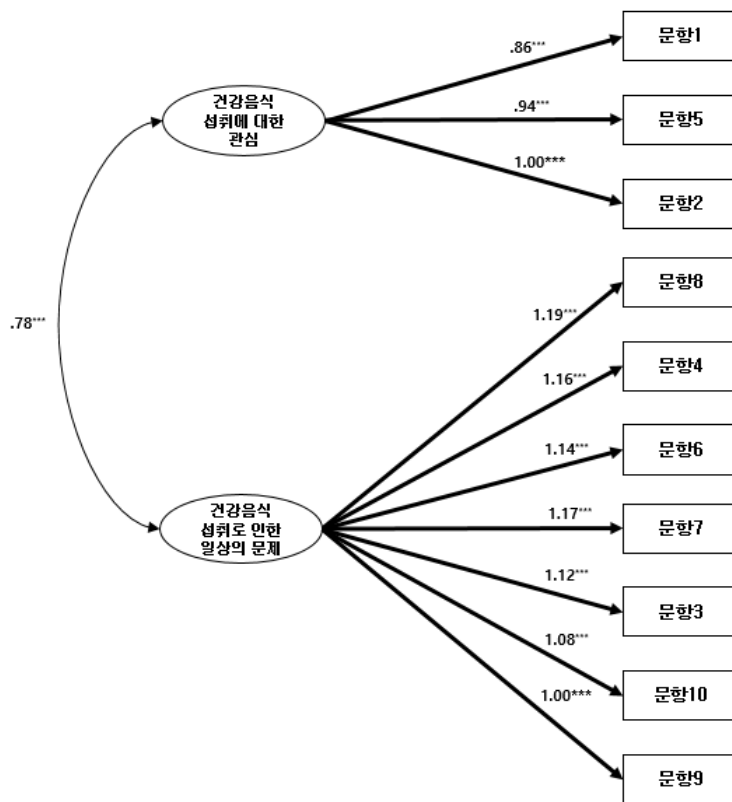 .86***
문항1
건강음식
섭취에 대한
관심
.94***
문항5
1.00***
문항2
문항8
1.19***
.78***
1.16***
문항4
1.14***
문항6
건강음식
섭취로 인한
일상의 문제
1.17***
문항7
1.12***
문항3
1.08***
문항10
1.00***
문항9